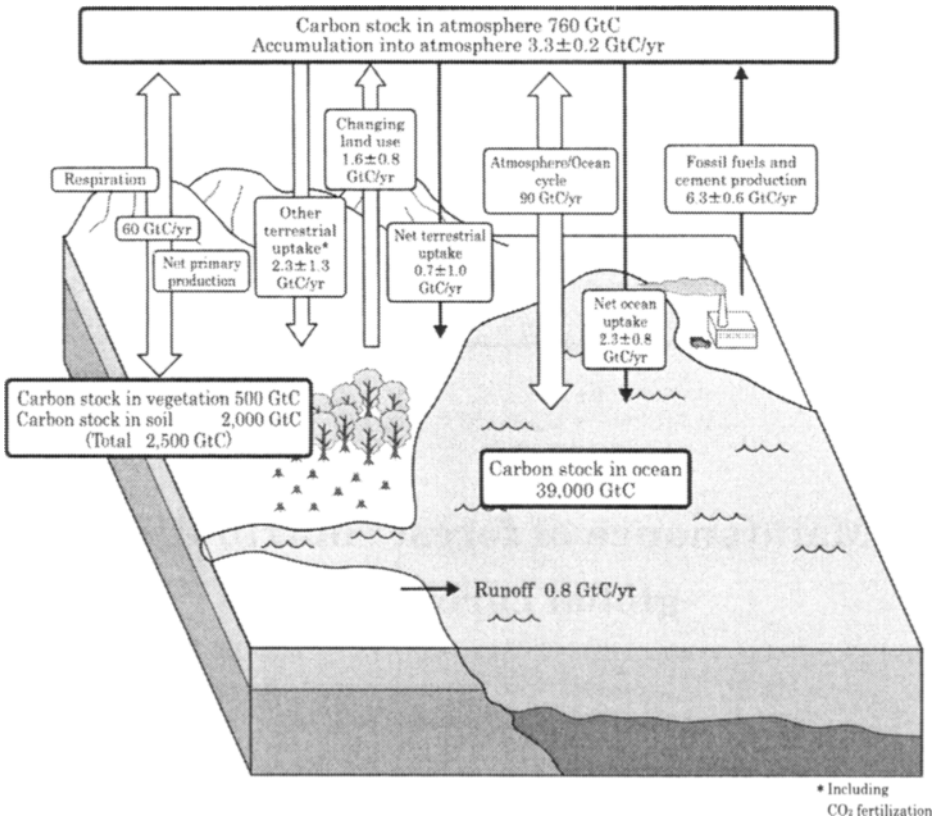 Carbon stock in atmosphere 760 GtC
Accumulation into atmosphere 3.3±0.2 GtC/yr
Changing
land use
1.6±0.8
GtC/yr
Atmosphere/Ocean
cycle
90 GtC/yr
Fossil fuels and
cement production
6.3±0.6 GtC/yr
Respiration
60 GtC/yr
Net primary
production
Other
terrestrial
uptake*
2.3±1.3
GtC/yr
Net terrestrial
uptake
0.7±1.0
GtC/yr
Net ocean
uptake
2.3±0.8
GtC/yr
Carbon stock in vegetation 500 GtC
Carbon stock in soil 2,000 GtC
(Total 2,500 GtC)
Carbon stock in ocean
39,000 GtC
Runoff 0.8 GtC/yr
* Including
CO₂ fertilization